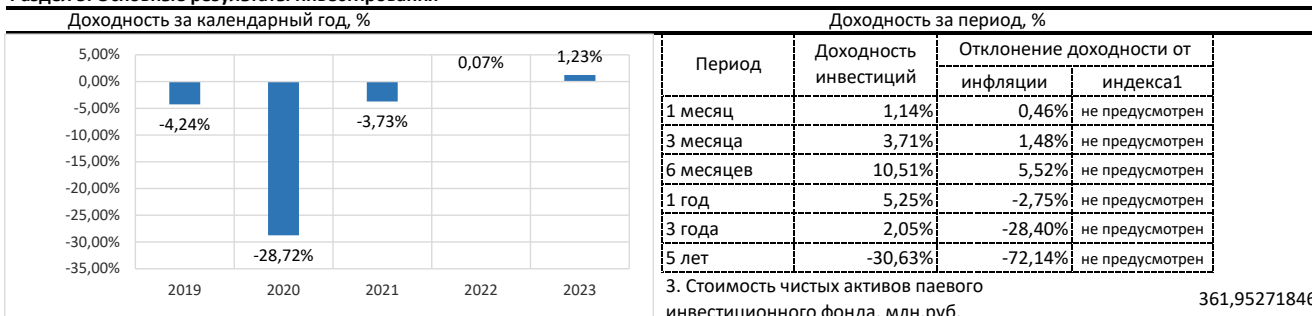 Доходность за календарный год, %
Доходность за период, %
5,00%
0,00%
-5,00%
-10,00%
-15,00%
-20,00%
-25,00%
-30,00%
-35,00%
-4,24%
-28,72%
-3,73%
0,07%
1,23%
2019 2020 2021 2022 2023
Период Доходность инвестиций Отклонение доходности от
инфляции индекса1
1 месяц 1,14% 0,46% не предусмотрен
3 месяца 3,71% 1,48% не предусмотрен
6 месяцев 10,51% 5,52% не предусмотрен
1 год 5,25% -2,75% не предусмотрен
3 года 2,05% -28,40% не предусмотрен
5 лет -30,63% -72,14% не предусмотрен
3. Стоимость чистых активов паевого
инвестиционного фонда, млн.руб.
361,95271846